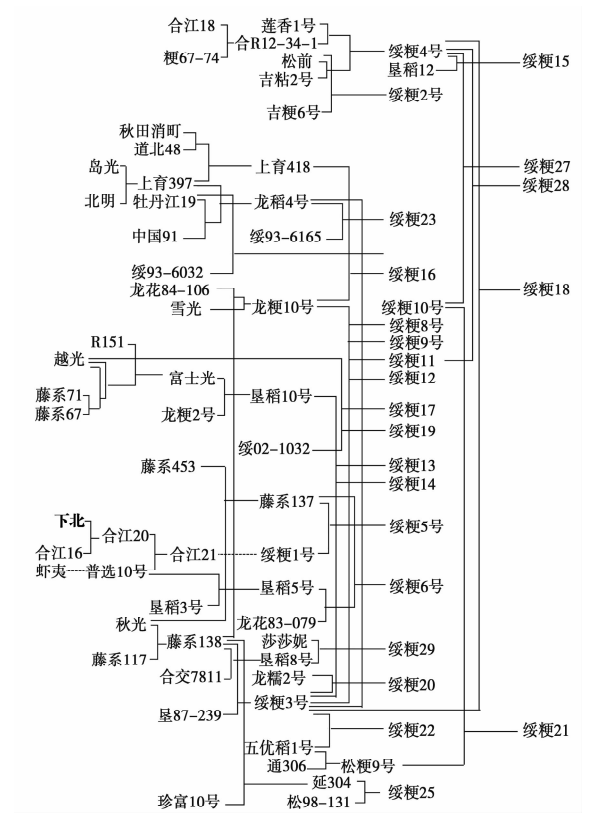 合江18
莲香1号
合R12-34-1
粳67-74
松前
吉粘2号
吉粳6号
绥粳4号
垦稻12
绥粳15
绥粳2号
秋田消町
道北48
岛光
上育397
上育418
北明
牡丹江19
龙稻4号
中国91
绥93-6165
绥粳23
绥粳27
绥粳28
绥93-6032
龙花84-106
雪光
龙粳10号
绥粳16
绥粳10号
绥粳18
绥粳8号
绥粳9号
绥粳11
绥粳12
R151
越光
藤系71
藤系67
富士光
龙粳2号
垦稻10号
绥粳17
绥粳19
绥02-1032
藤系453
绥粳13
绥粳14
藤系137
下北
合江20
合江16
合江21
绥粳1号
绥粳5号
虾夷
普选10号
垦稻3号
垦稻5号
龙花83-079
绥粳6号
秋光
藤系138
藤系117
合交7811
莎莎妮
垦稻8号
绥粳29
龙糯2号
绥粳20
绥粳3号
垦87-239
五优稻1号
绥粳22
绥粳21
通306
松粳9号
延304
珍富10号
松98-131
绥粳25